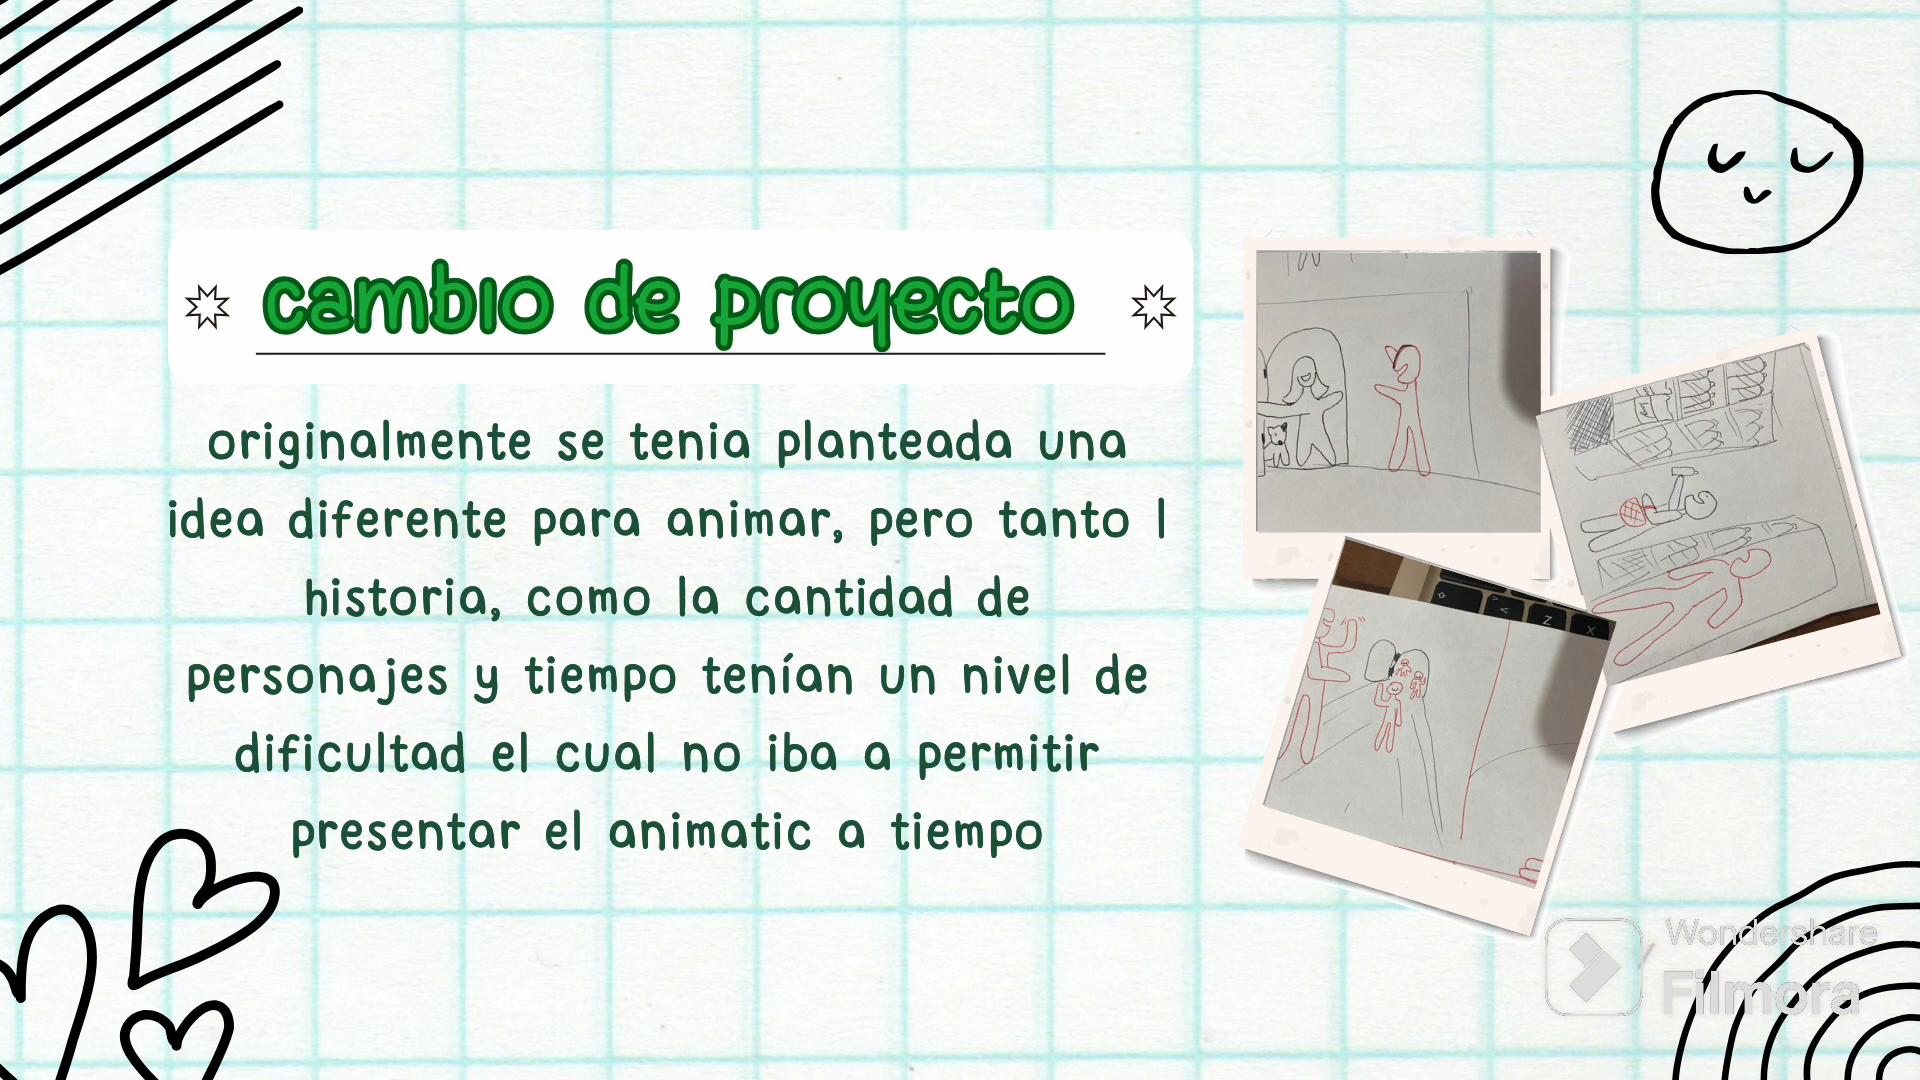 cambio de proyecto
originalmente se tenia planteada una
idea diferente para animar, pero tanto l
historia, como la cantidad de
personajes y tiempo tenían un nivel de
dificultad el cual no iba a permitir
presentar el animatic a tiempo
Z
X
Wondershare
Filmora